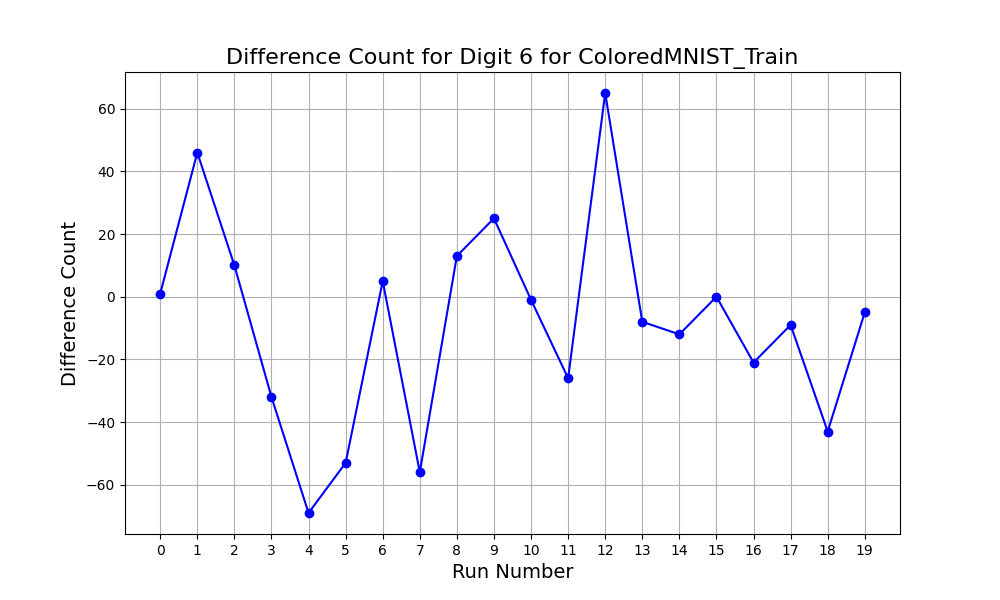 Difference Count for Digit 6 for ColoredMNIST_Train
Difference Count
60
40
20
0
−20
−40
−60
0 1 2 3 4 5 6 7 8 9 10 11 12 13 14 15 16 17 18 19
Run Number